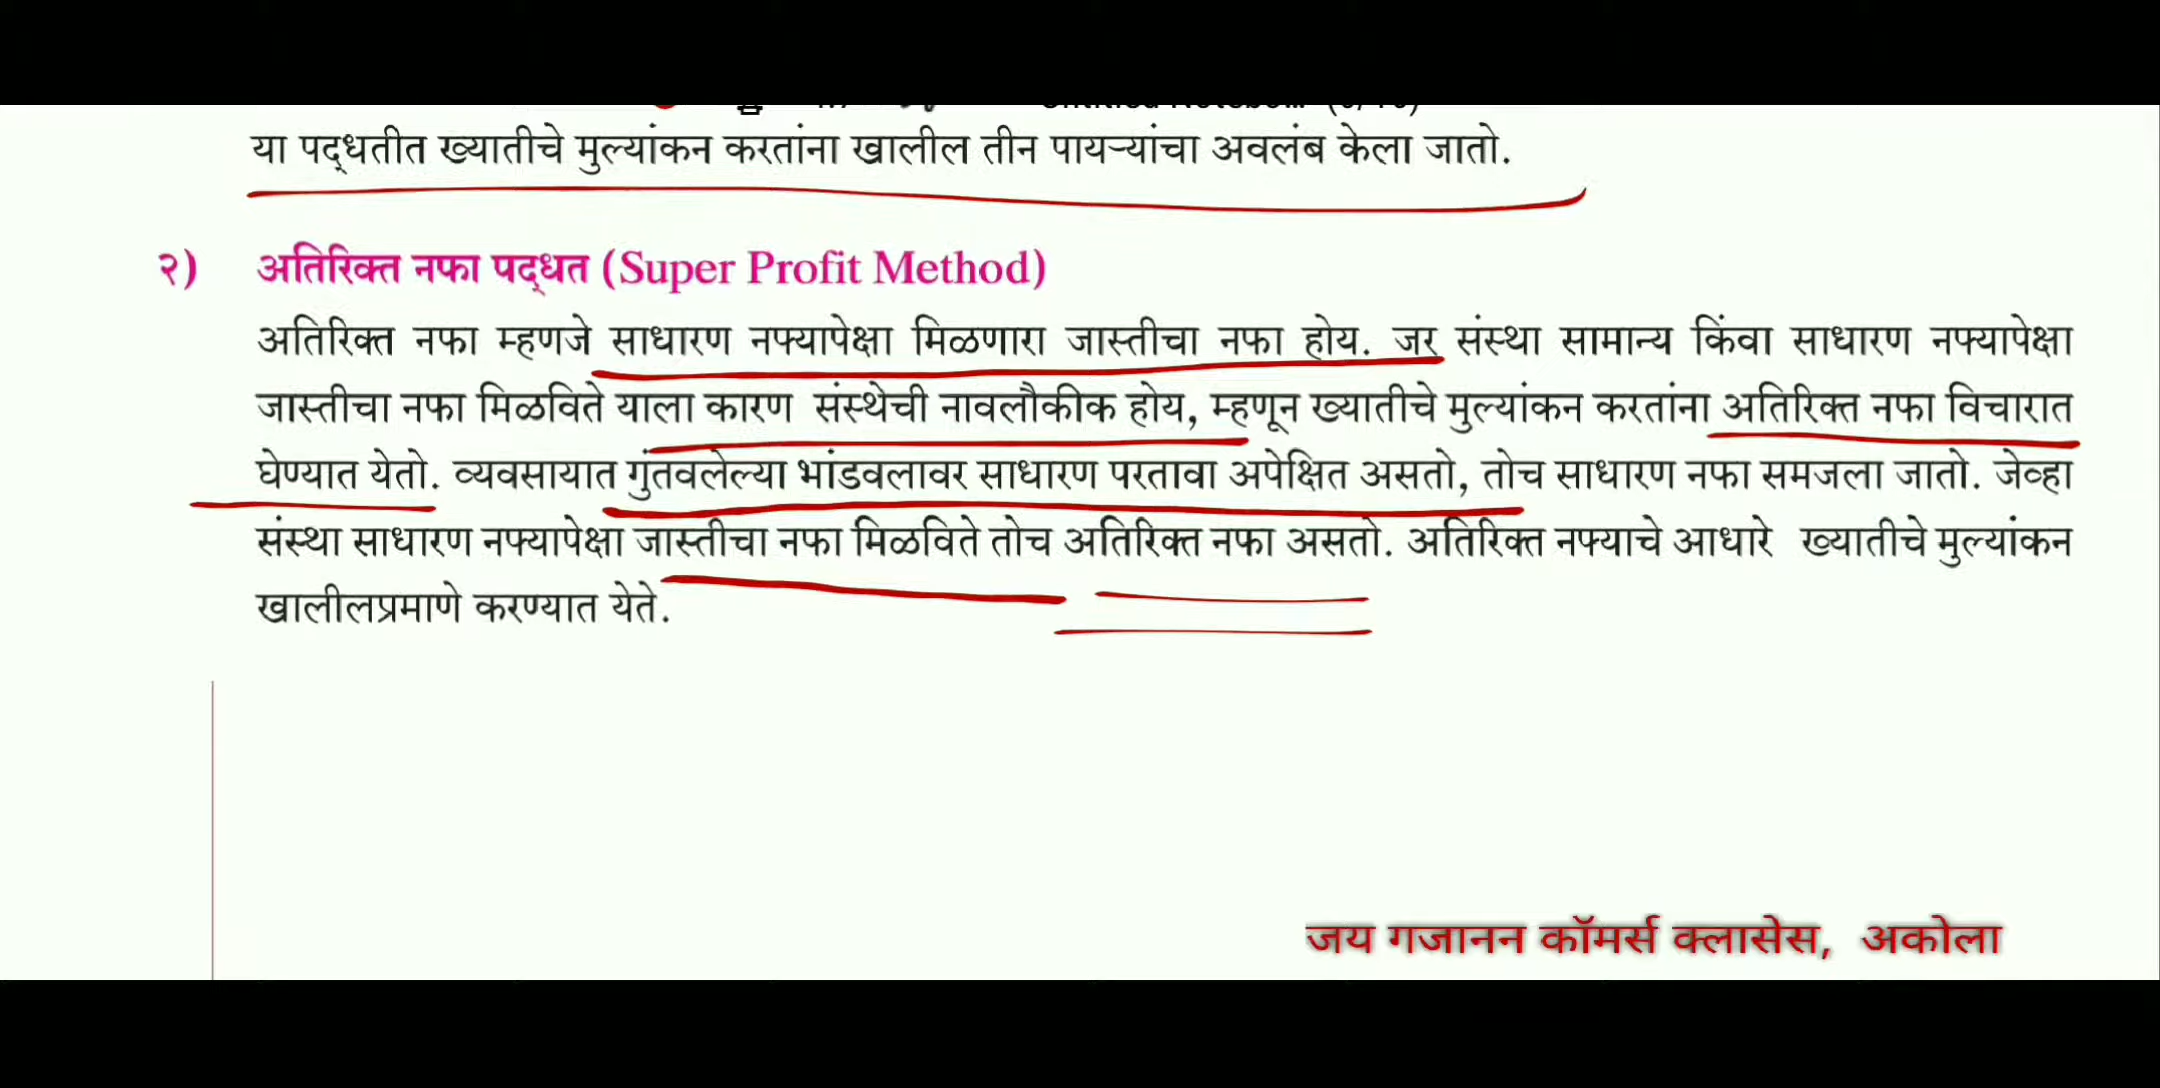 या पद्धतीत ख्यातीचे मुल्यांकन करतांना खालील तीन पायऱ्यांचा अवलंब केला जातो.
२) अतिरिक्त नफा पद्धत (Super Profit Method)
अतिरिक्त नफा म्हणजे साधारण नफ्यापेक्षा मिळणारा जास्तीचा नफा होय. जर संस्था सामान्य किंवा साधारण नफ्यापेक्षा
जास्तीचा नफा मिळविते याला कारण संस्थेची नावलौकीक होय, म्हणून ख्यातीचे मुल्यांकन करतांना अतिरिक्त नफा विचारात
घेण्यात येतो. व्यवसायात गुंतवलेल्या भांडवलावर साधारण परतावा अपेक्षित असतो, तोच साधारण नफा समजला जातो. जेव्हा
संस्था साधारण नफ्यापेक्षा जास्तीचा नफा मिळविते तोच अतिरिक्त नफा असतो. अतिरिक्त नफ्याचे आधारे ख्यातीचे मुल्यांकन
खालीलप्रमाणे करण्यात येते.
जय गजानन कॉमर्स क्लासेस, अकोला